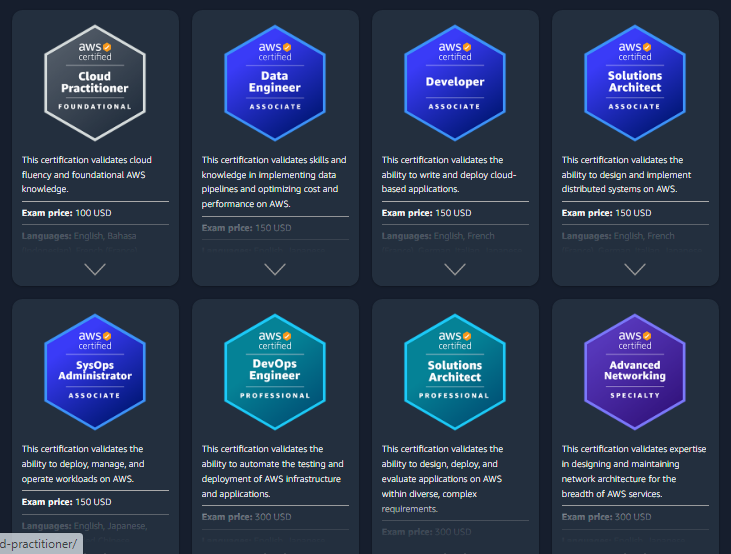 aws
certified
Cloud
Practitioner
FOUNDATIONAL
This certification validates cloud
fluency and foundational AWS
knowledge.
Exam price: 100 USD
Languages: English, Bahasa
aws
certified
Data
Engineer
ASSOCIATE
This certification validates skills and
knowledge in implementing data
pipelines and optimizing cost and
performance on AWS.
Exam price: 150 USD
aws
certified
Developer
ASSOCIATE
This certification validates the
ability to write and deploy cloud-
based applications.
Exam price: 150 USD
Languages: English, French
aws
certified
Solutions
Architect
ASSOCIATE
This certification validates the
ability to design and implement
distributed systems on AWS.
Exam price: 150 USD
Languages: English, French
aws
certified
SysOps
Administrator
ASSOCIATE
This certification validates the
ability to deploy, manage, and
operate workloads on AWS.
Exam price: 150 USD
Languages: English, Japanese,
aws
certified
DevOps
Engineer
PROFESSIONAL
This certification validates the
ability to automate the testing and
deployment of AWS infrastructure
and applications.
Exam price: 300 USD
aws
certified
Solutions
Architect
PROFESSIONAL
This certification validates the
ability to design, deploy, and
evaluate applications on AWS
within diverse, complex
requirements.
Exam price: 300 USD
aws
certified
Advanced
Networking
SPECIALTY
This certification validates expertise
in designing and maintaining
network architecture for the
breadth of AWS services.
Exam price: 300 USD
d-practitioner/